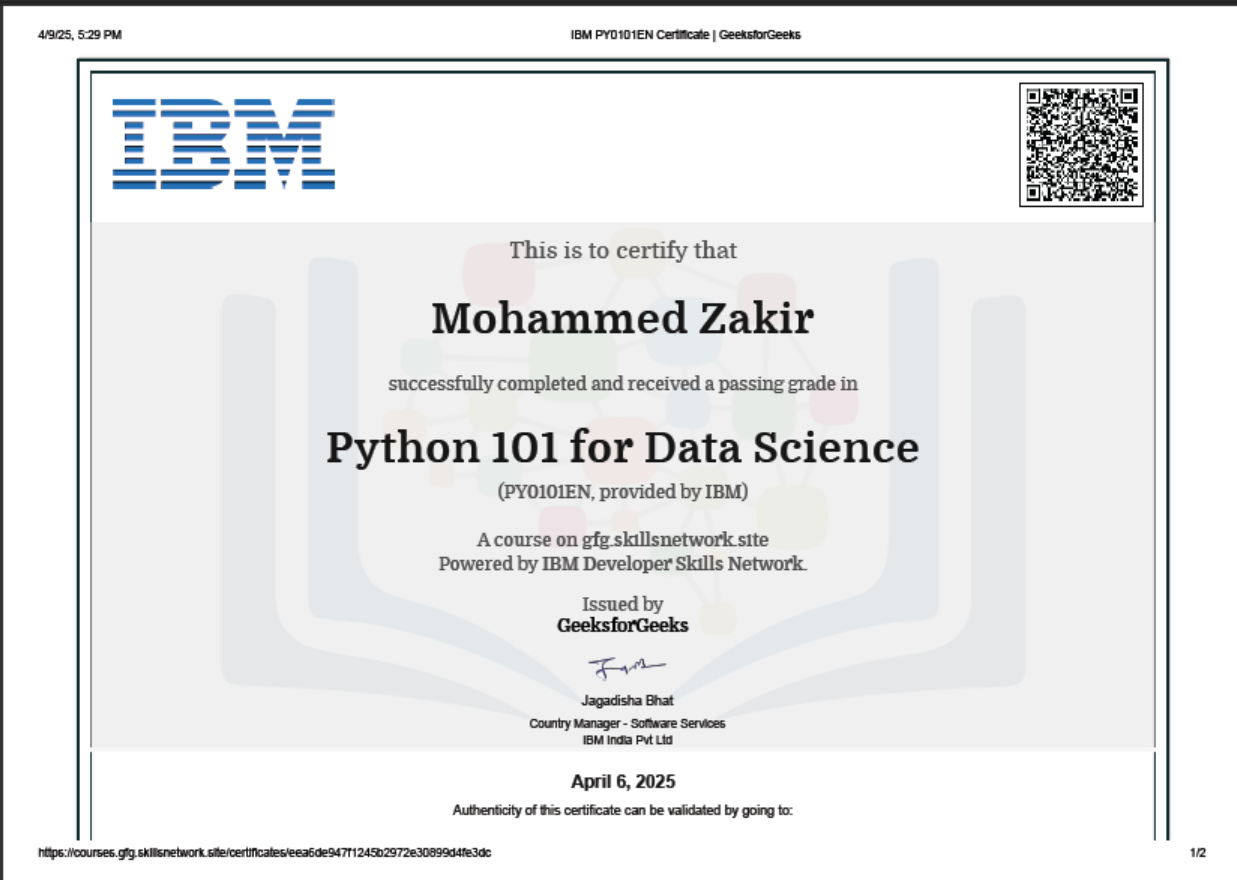 4/9/25, 5:29 PM IBM PY0101EN Certificate | GeeksforGeeks
IBM
This is to certify that
Mohammed Zakir
successfully completed and received a passing grade in
Python 101 for Data Science
(PY0101EN, provided by IBM)
A course on gfg.skillsnetwork.site
Powered by IBM Developer Skills Network.
Issued by
GeeksforGeeks
Jagadisha Bhat
Country Manager - Software Services
IBM India Pvt Ltd
April 6, 2025
Authenticity of this certificate can be validated by going to:
https://courses.gfg.skillsnetwork.site/certificates/eea6de947f1245b2972e30899d4fe3dc 1/2